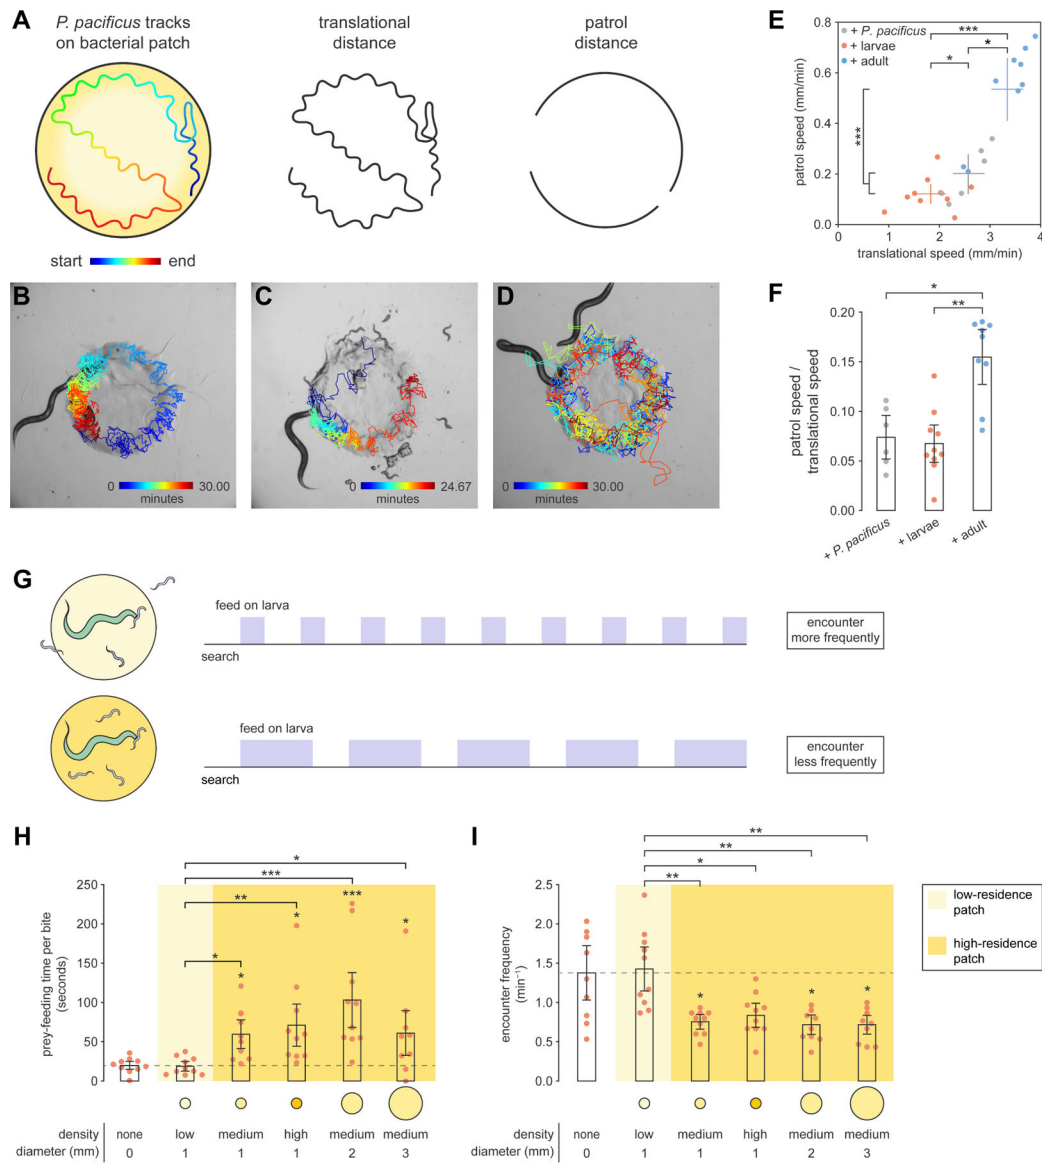 A
P. pacificus tracks
on bacterial patch
translational
distance
patrol
distance
start
end
E
+ P. pacificus
+ larvae
+ adult
***
*
*
***
patrol speed (mm/min)
0.8
0.6
0.4
0.2
0.0
0 1 2 3 4
translational speed (mm/min)
B
0 30.00
minutes
C
0 24.67
minutes
D
0 30.00
minutes
F
*
**
patrol speed /
translational speed
0.20
0.15
0.10
0.05
0.00
+ P. pacificus
+ larvae
+ adult
G
feed on larva
search
encounter
more frequently
feed on larva
search
encounter
less frequently
H
prey-feeding time per bite
(seconds)
250
200
150
100
50
0
*
***
**
*
*
*
***
*
density none low medium high medium medium
diameter (mm) 0 1 1 1 2 3
I
encounter frequency
(min⁻¹)
2.5
2.0
1.5
1.0
0.5
0.0
**
**
*
**
*
*
*
density none low medium high medium medium
diameter (mm) 0 1 1 1 2 3
low-residence
patch
high-residence
patch